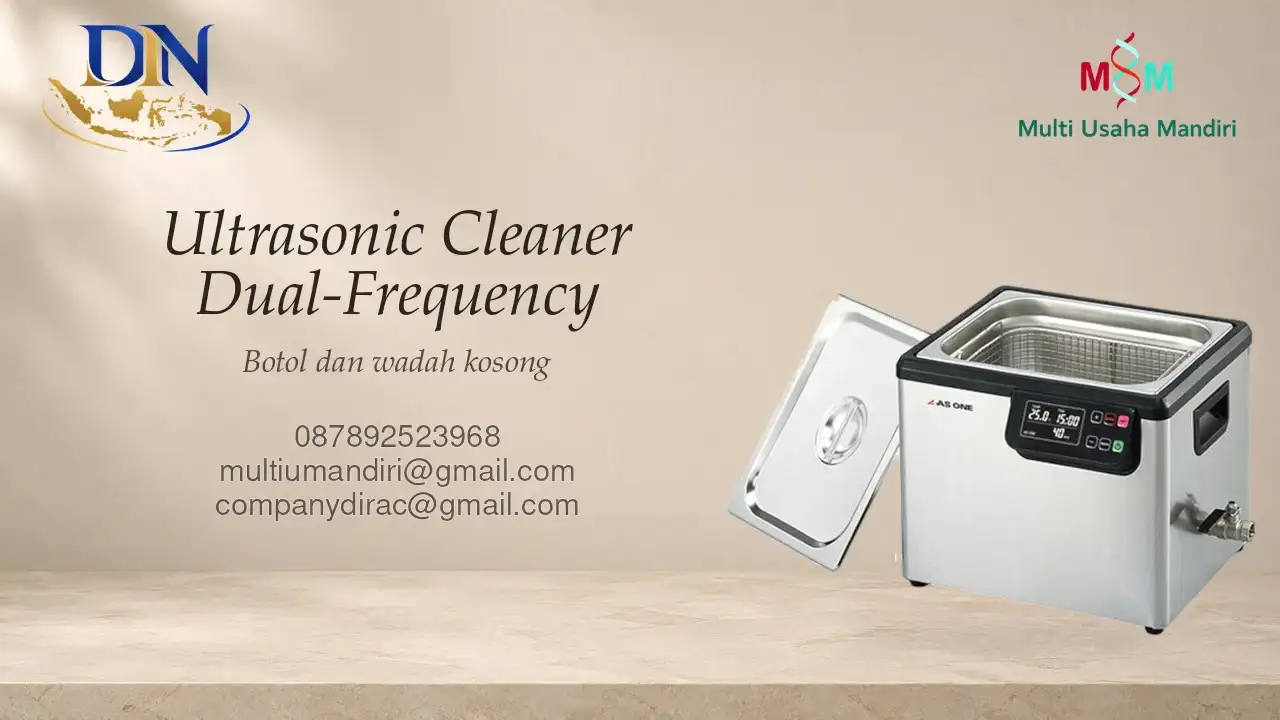 DN
M M
Multi Usaha Mandiri
Ultrasonic Cleaner
Dual-Frequency
Botol dan wadah kosong
087892523968
multiumandiri@gmail.com
companydirac@gmail.com
AS ONE
25.0 15:00
40